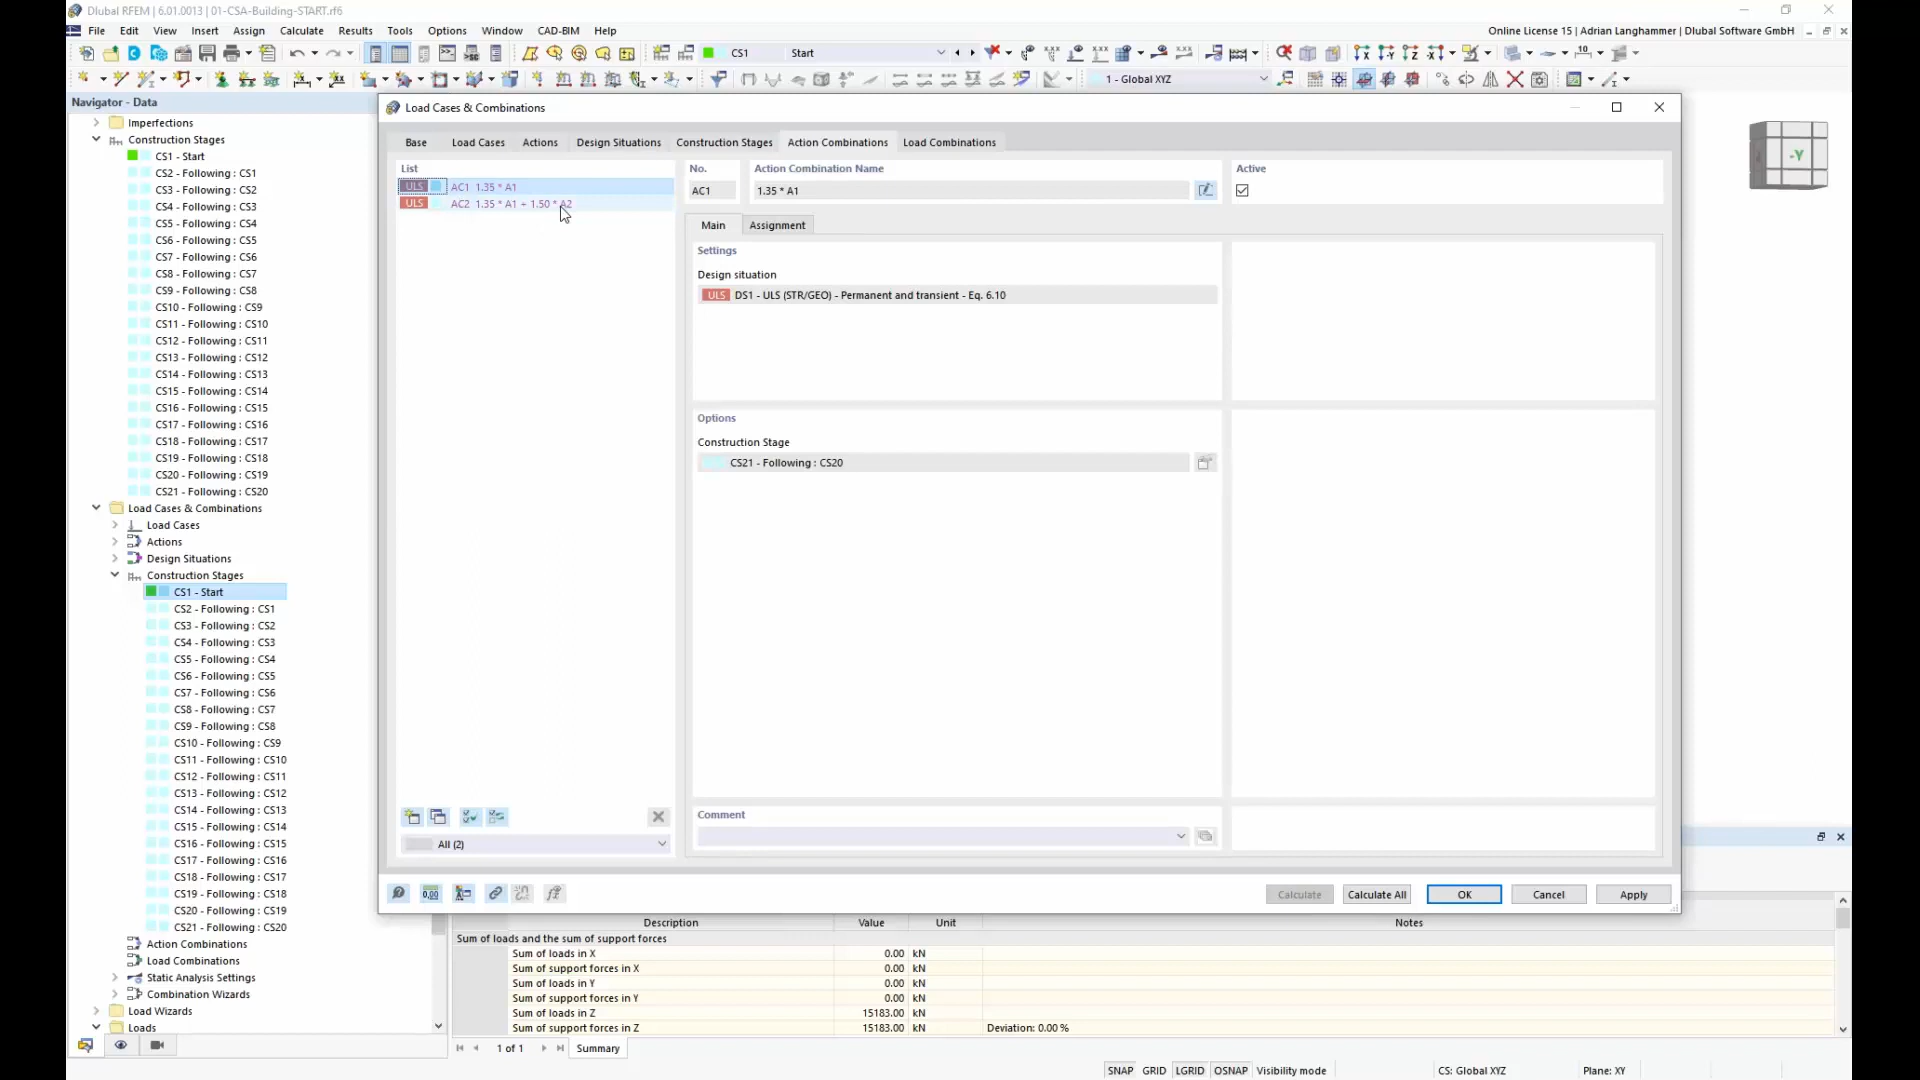 Dlubal RFEM | 6.01.0013 | 01-CSA-Building-START.rf6
File Edit View Insert Assign Calculate Results Tools Options Window CAD-BIM Help
Online License 15 | Adrian Langhammer | Dlubal Software GmbH
CS1 Start
1 - Global XYZ
Navigator - Data
Imperfections
Construction Stages
CS1 - Start
CS2 - Following : CS1
CS3 - Following : CS2
CS4 - Following : CS3
CS5 - Following : CS4
CS6 - Following : CS5
CS7 - Following : CS6
CS8 - Following : CS7
CS9 - Following : CS8
CS10 - Following : CS9
CS11 - Following : CS10
CS12 - Following : CS11
CS13 - Following : CS12
CS14 - Following : CS13
CS15 - Following : CS14
CS16 - Following : CS15
CS17 - Following : CS16
CS18 - Following : CS17
CS19 - Following : CS18
CS20 - Following : CS19
CS21 - Following : CS20
Load Cases & Combinations
Load Cases
Actions
Design Situations
Construction Stages
CS1 - Start
CS2 - Following : CS1
CS3 - Following : CS2
CS4 - Following : CS3
CS5 - Following : CS4
CS6 - Following : CS5
CS7 - Following : CS6
CS8 - Following : CS7
CS9 - Following : CS8
CS10 - Following : CS9
CS11 - Following : CS10
CS12 - Following : CS11
CS13 - Following : CS12
CS14 - Following : CS13
CS15 - Following : CS14
CS16 - Following : CS15
CS17 - Following : CS16
CS18 - Following : CS17
CS19 - Following : CS18
CS20 - Following : CS19
CS21 - Following : CS20
Action Combinations
Load Combinations
Static Analysis Settings
Combination Wizards
Load Wizards
Loads
Load Cases & Combinations
Base Load Cases Actions Design Situations Construction Stages Action Combinations Load Combinations
List
ULS AC1 1.35 * A1
ULS AC2 1.35 * A1 + 1.50 * A2
All (2)
No.
AC1
Action Combination Name
1.35 * A1
Active
Main Assignment
Settings
Design situation
ULS DS1 - ULS (STR/GEO) - Permanent and transient - Eq. 6.10
Options
Construction Stage
CS21 - Following : CS20
Comment
Calculate Calculate All OK Cancel Apply
-Y
Description Value Unit Notes
Sum of loads and the sum of support forces
Sum of loads in X 0.00 kN
Sum of support forces in X 0.00 kN
Sum of loads in Y 0.00 kN
Sum of support forces in Y 0.00 kN
Sum of loads in Z 15183.00 kN
Sum of support forces in Z 15183.00 kN Deviation: 0.00 %
1 of 1 Summary
SNAP GRID LGRID OSNAP Visibility mode CS: Global XYZ Plane: XY